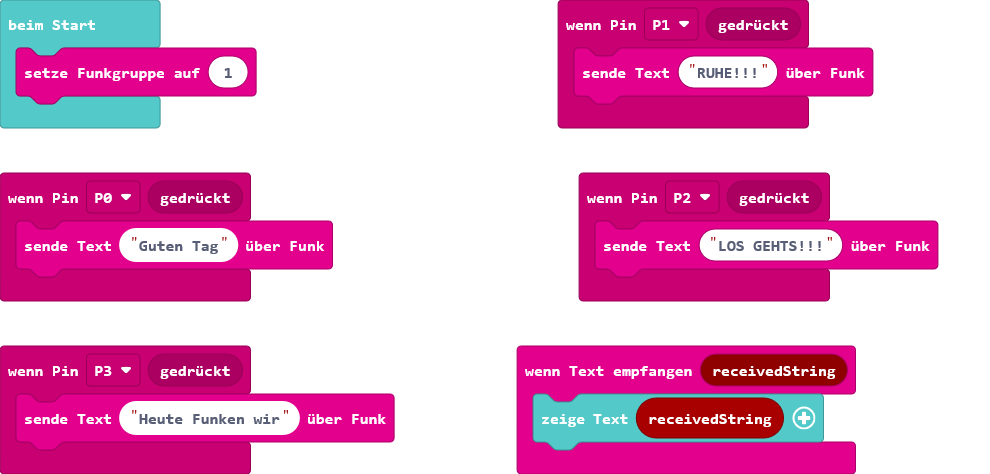 beim Start
setze Funkgruppe auf 1
wenn Pin P1 gedrückt
sende Text "RUHE!!!" über Funk
wenn Pin P0 gedrückt
sende Text "Guten Tag" über Funk
wenn Pin P2 gedrückt
sende Text "LOS GEHTS!!!" über Funk
wenn Pin P3 gedrückt
sende Text "Heute Funken wir" über Funk
wenn Text empfangen receivedString
zeige Text receivedString